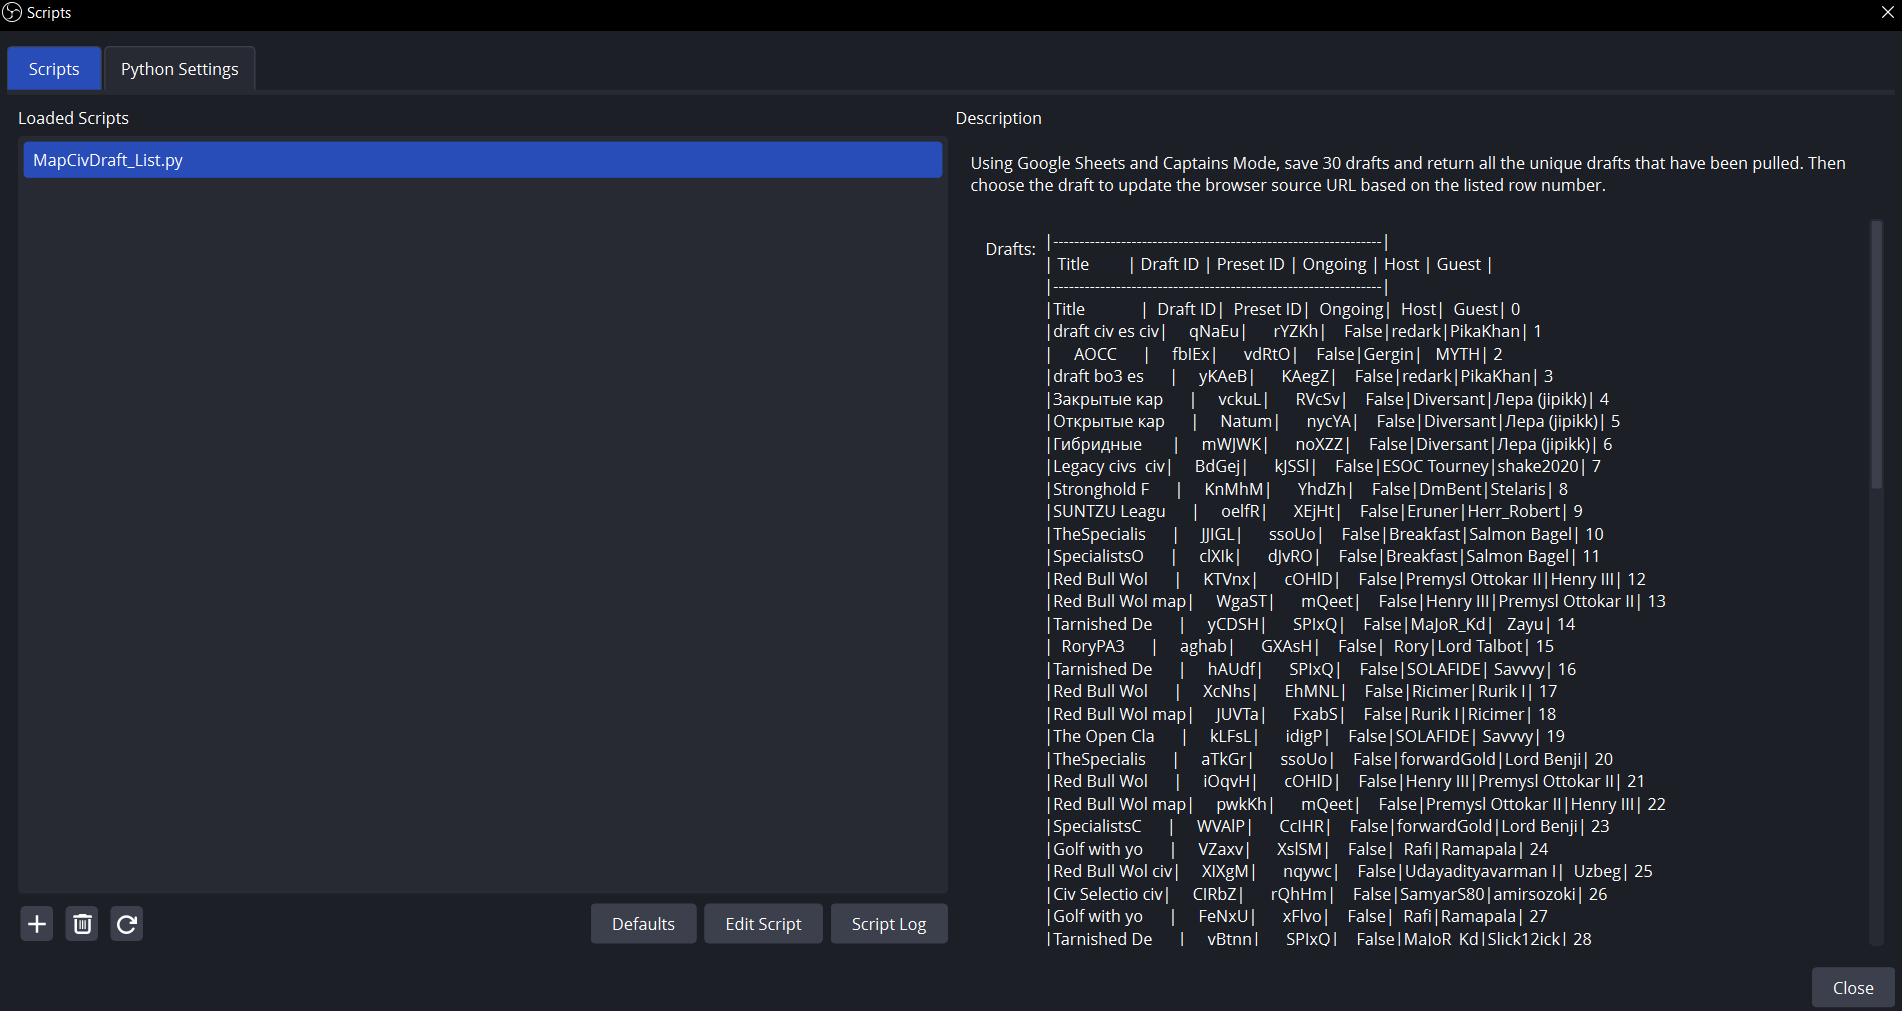 Scripts
Scripts
Python Settings
Loaded Scripts
MapCivDraft_List.py
Defaults
Edit Script
Script Log
Description
Using Google Sheets and Captains Mode, save 30 drafts and return all the unique drafts that have been pulled. Then
choose the draft to update the browser source URL based on the listed row number.
Drafts:
|---------------------------------------------------------------|
| Title | Draft ID | Preset ID | Ongoing | Host | Guest |
|---------------------------------------------------------------|
|Title | Draft ID| Preset ID| Ongoing| Host| Guest| 0
|draft civ es civ| qNaEu| rYZKh| False|redark|PikaKhan| 1
| AOCC | fbIEx| vdRtO| False|Gergin| MYTH| 2
|draft bo3 es | yKAeB| KAegZ| False|redark|PikaKhan| 3
|Закрытые кар | vckuL| RVcSv| False|Diversant|Лера (jipikk)| 4
|Открытые кар | Natum| nycYA| False|Diversant|Лера (jipikk)| 5
|Гибридные | mWJWK| noXZZ| False|Diversant|Лера (jipikk)| 6
|Legacy civs civ| BdGej| kJSSl| False|ESOC Tourney|shake2020| 7
|Stronghold F | KnMhM| YhdZh| False|DmBent|Stelaris| 8
|SUNTZU Leagu | oelfR| XEjHt| False|Eruner|Herr_Robert| 9
|TheSpecialis | JJIGL| ssoUo| False|Breakfast|Salmon Bagel| 10
|SpecialistsO | clXIk| dJvRO| False|Breakfast|Salmon Bagel| 11
|Red Bull Wol | KTVnx| cOHlD| False|Premysl Ottokar II|Henry III| 12
|Red Bull Wol map| WgaST| mQeet| False|Henry III|Premysl Ottokar II| 13
|Tarnished De | yCDSH| SPIxQ| False|MaJoR_Kd| Zayu| 14
| RoryPA3 | aghab| GXAsH| False| Rory|Lord Talbot| 15
|Tarnished De | hAUdf| SPIxQ| False|SOLAFIDE| Savvvy| 16
|Red Bull Wol | XcNhs| EhMNL| False|Ricimer|Rurik I| 17
|Red Bull Wol map| JUVTa| FxabS| False|Rurik I|Ricimer| 18
|The Open Cla | kLFsL| idigP| False|SOLAFIDE| Savvvy| 19
|TheSpecialis | aTkGr| ssoUo| False|forwardGold|Lord Benji| 20
|Red Bull Wol | iOqvH| cOHlD| False|Henry III|Premysl Ottokar II| 21
|Red Bull Wol map| pwkKh| mQeet| False|Premysl Ottokar II|Henry III| 22
|SpecialistsC | WVAlP| CcIHR| False|forwardGold|Lord Benji| 23
|Golf with yo | VZaxv| XslSM| False| Rafi|Ramapala| 24
|Red Bull Wol civ| XIXgM| nqywc| False|Udayadityavarman I| Uzbeg| 25
|Civ Selectio civ| CIRbZ| rQhHm| False|SamyarS80|amirsozoki| 26
|Golf with yo | FeNxU| xFlvo| False| Rafi|Ramapala| 27
|Tarnished De | vBtnn| SPIxQ| False|MaJoR_Kd|Slick12ick| 28
Close